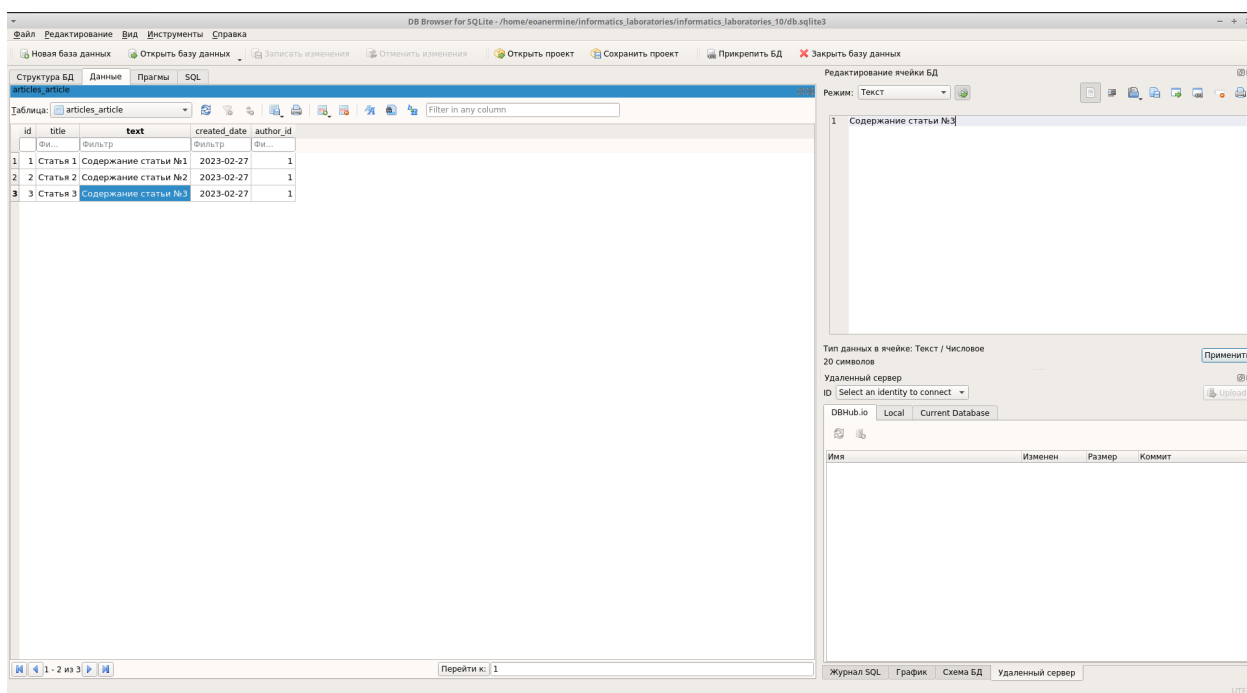 DB Browser for SQLite - /home/eoanermine/informatics_laboratories/informatics_laboratories_10/db.sqlite3
Файл Редактирование Вид Инструменты Справка
Новая база данных Открыть базу данных Записать изменения Отменить изменения Открыть проект Сохранить проект Прикрепить БД Закрыть базу данных
Структура БД Данные Прагмы SQL
articles_article
Таблица: articles_article Filter in any column
id title text created_date author_id
Фи... Фильтр Фильтр Фи...
1 1 Статья 1 Содержание статьи №1 2023-02-27 1
2 2 Статья 2 Содержание статьи №2 2023-02-27 1
3 3 Статья 3 Содержание статьи №3 2023-02-27 1
1 - 2 из 3 Перейти к: 1
Редактирование ячейки БД
Режим: Текст
1 Содержание статьи №3
Тип данных в ячейке: Текст / Числовое
20 символов
Применить
Удаленный сервер
ID Select an identity to connect Upload
DBHub.io Local Current Database
Имя Изменен Размер Коммит
Журнал SQL График Схема БД Удаленный сервер
UTF